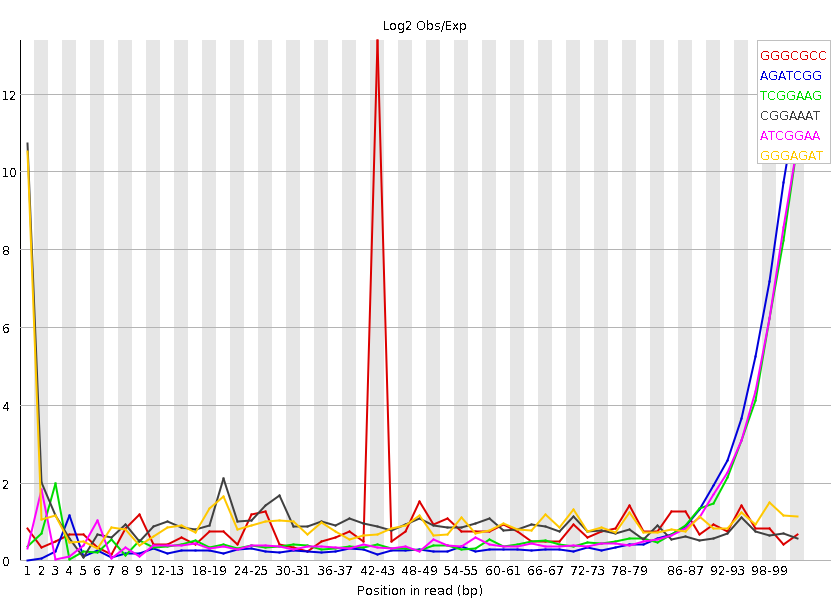 Log2 Obs/Exp
GGGCGCC
AGATCGG
TCGGAAG
CGGAAAT
ATCGGAA
GGGAGAT
12
10
8
6
4
2
0
1 2 3 4 5 6 7 8 9 12-13 18-19 24-25 30-31 36-37 42-43 48-49 54-55 60-61 66-67 72-73 78-79 86-87 92-93 98-99
Position in read (bp)